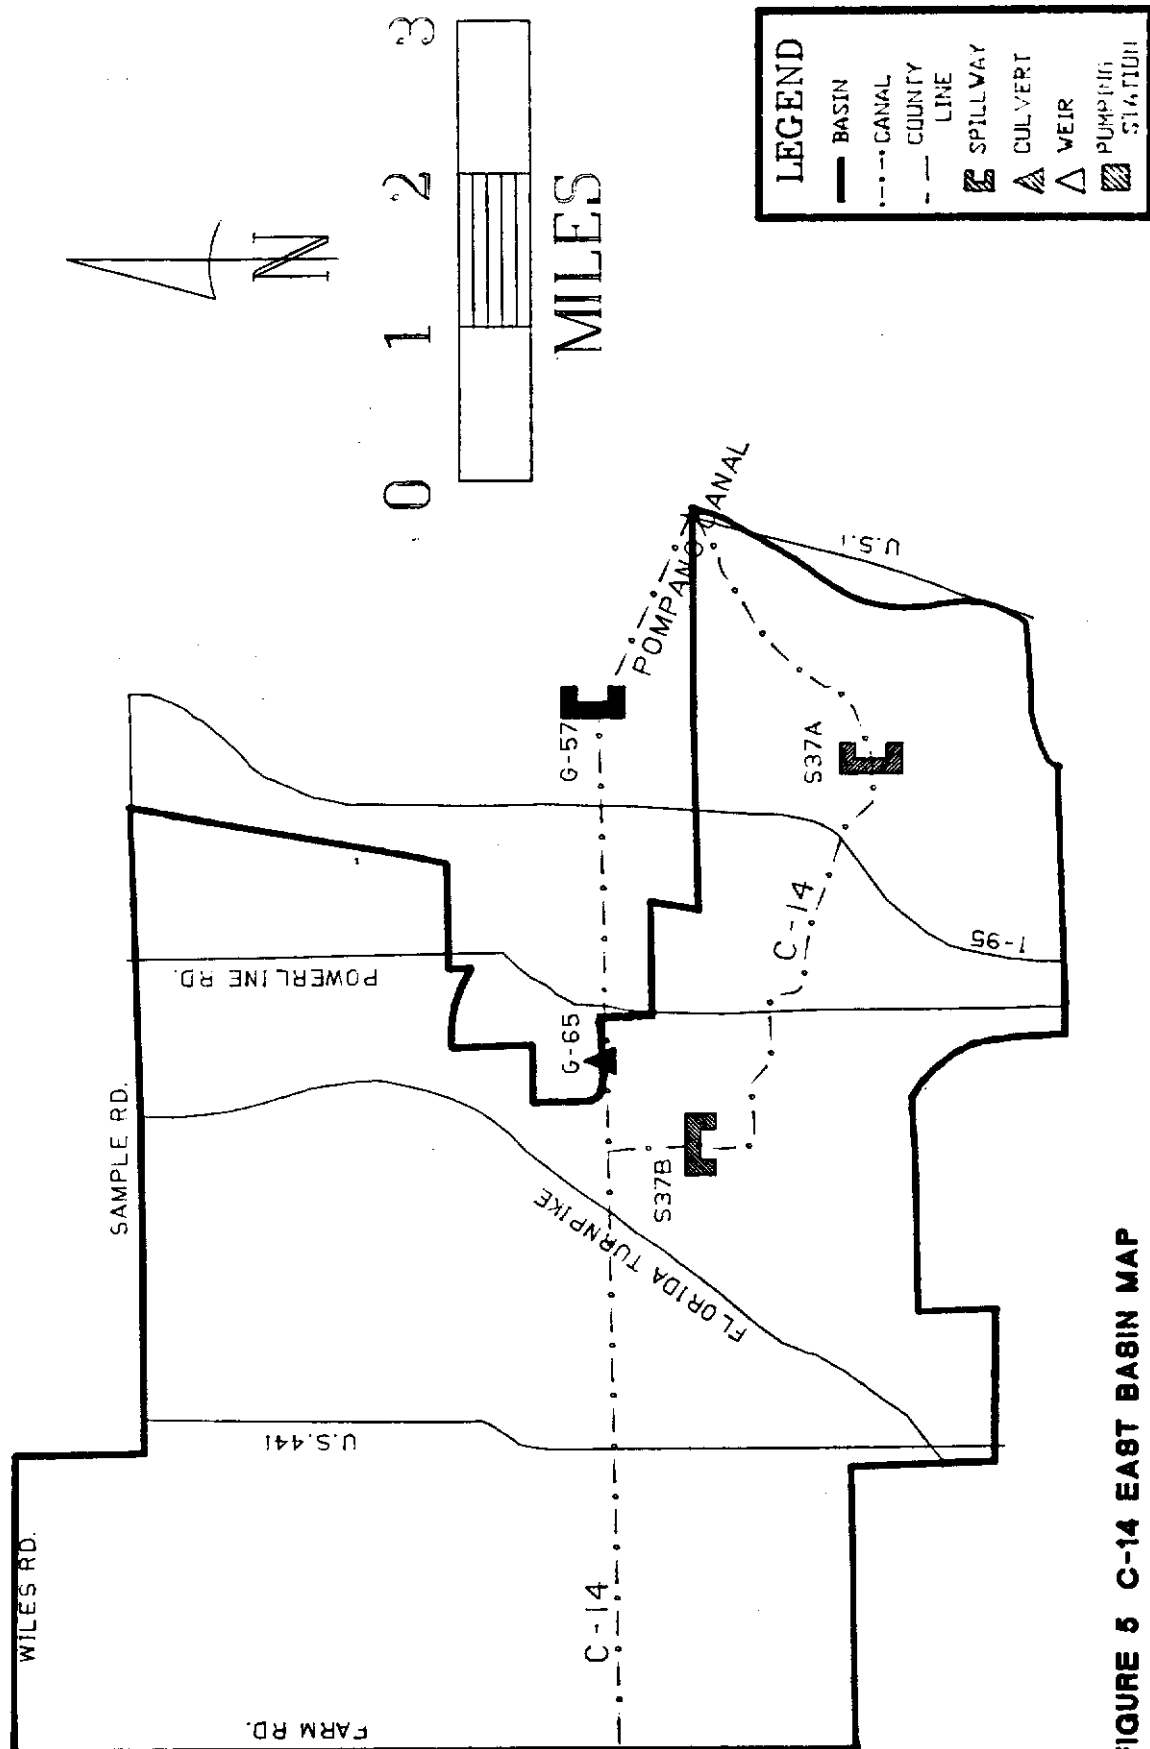 WILES RD.
SAMPLE RD.
FARM RD.
U.S.441
FLORIDA TURNPIKE
POWERLINE RD.
I-95
U.S.1
C-14
C-14
S37B
G-65
G-57
S37A
POMPANO CANAL
N
0 1 2 3
MILES
LEGEND
BASIN
CANAL
COUNTY
LINE
SPILLWAY
CULVERT
WEIR
PUMPING
STATION
FIGURE 5 C-14 EAST BASIN MAP